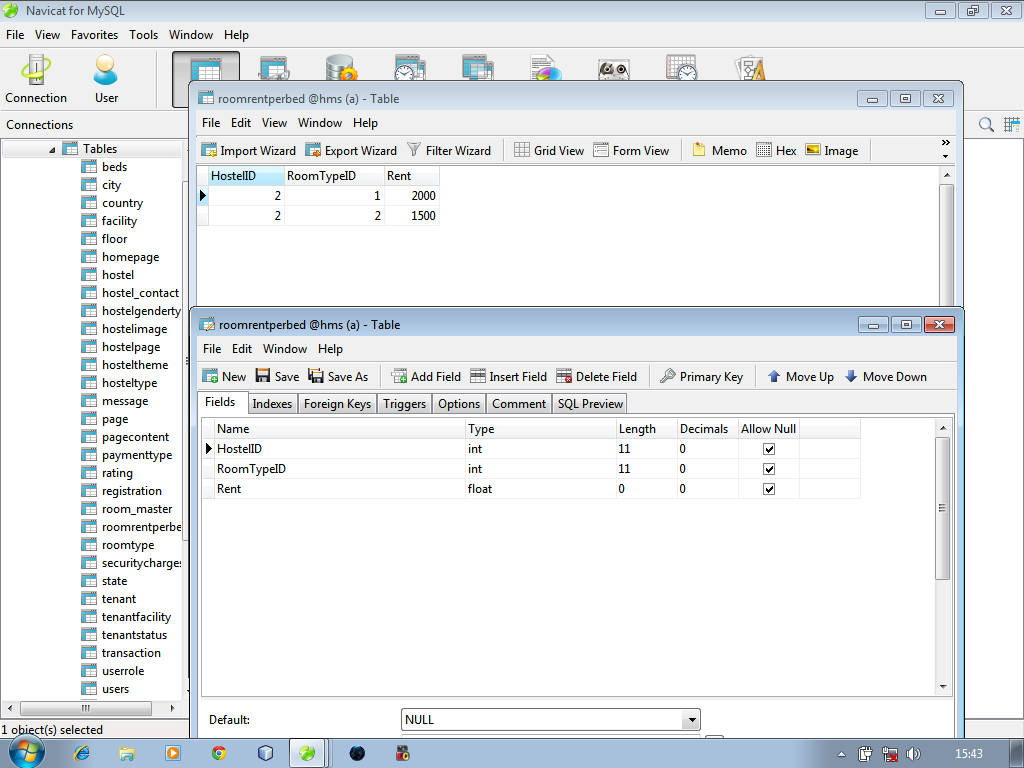 Navicat for MySQL
File View Favorites Tools Window Help
Connection User
Connections
Tables
beds
city
country
facility
floor
homepage
hostel
hostel_contact
hostelgenderty
hostelimage
hostelpage
hosteltheme
hosteltype
message
page
pagecontent
paymenttype
rating
registration
room_master
roomrentperbe
roomtype
securitycharges
state
tenant
tenantfacility
tenantstatus
transaction
userrole
users
1 object(s) selected
roomrentperbed @hms (a) - Table
File Edit View Window Help
Import Wizard Export Wizard Filter Wizard Grid View Form View Memo Hex Image »
HostelID RoomTypeID Rent
2 1 2000
2 2 1500
roomrentperbed @hms (a) - Table
File Edit Window Help
New Save Save As Add Field Insert Field Delete Field Primary Key Move Up Move Down
Fields Indexes Foreign Keys Triggers Options Comment SQL Preview
Name Type Length Decimals Allow Null
HostelID int 11 0
RoomTypeID int 11 0
Rent float 0 0
Default: NULL
15:43